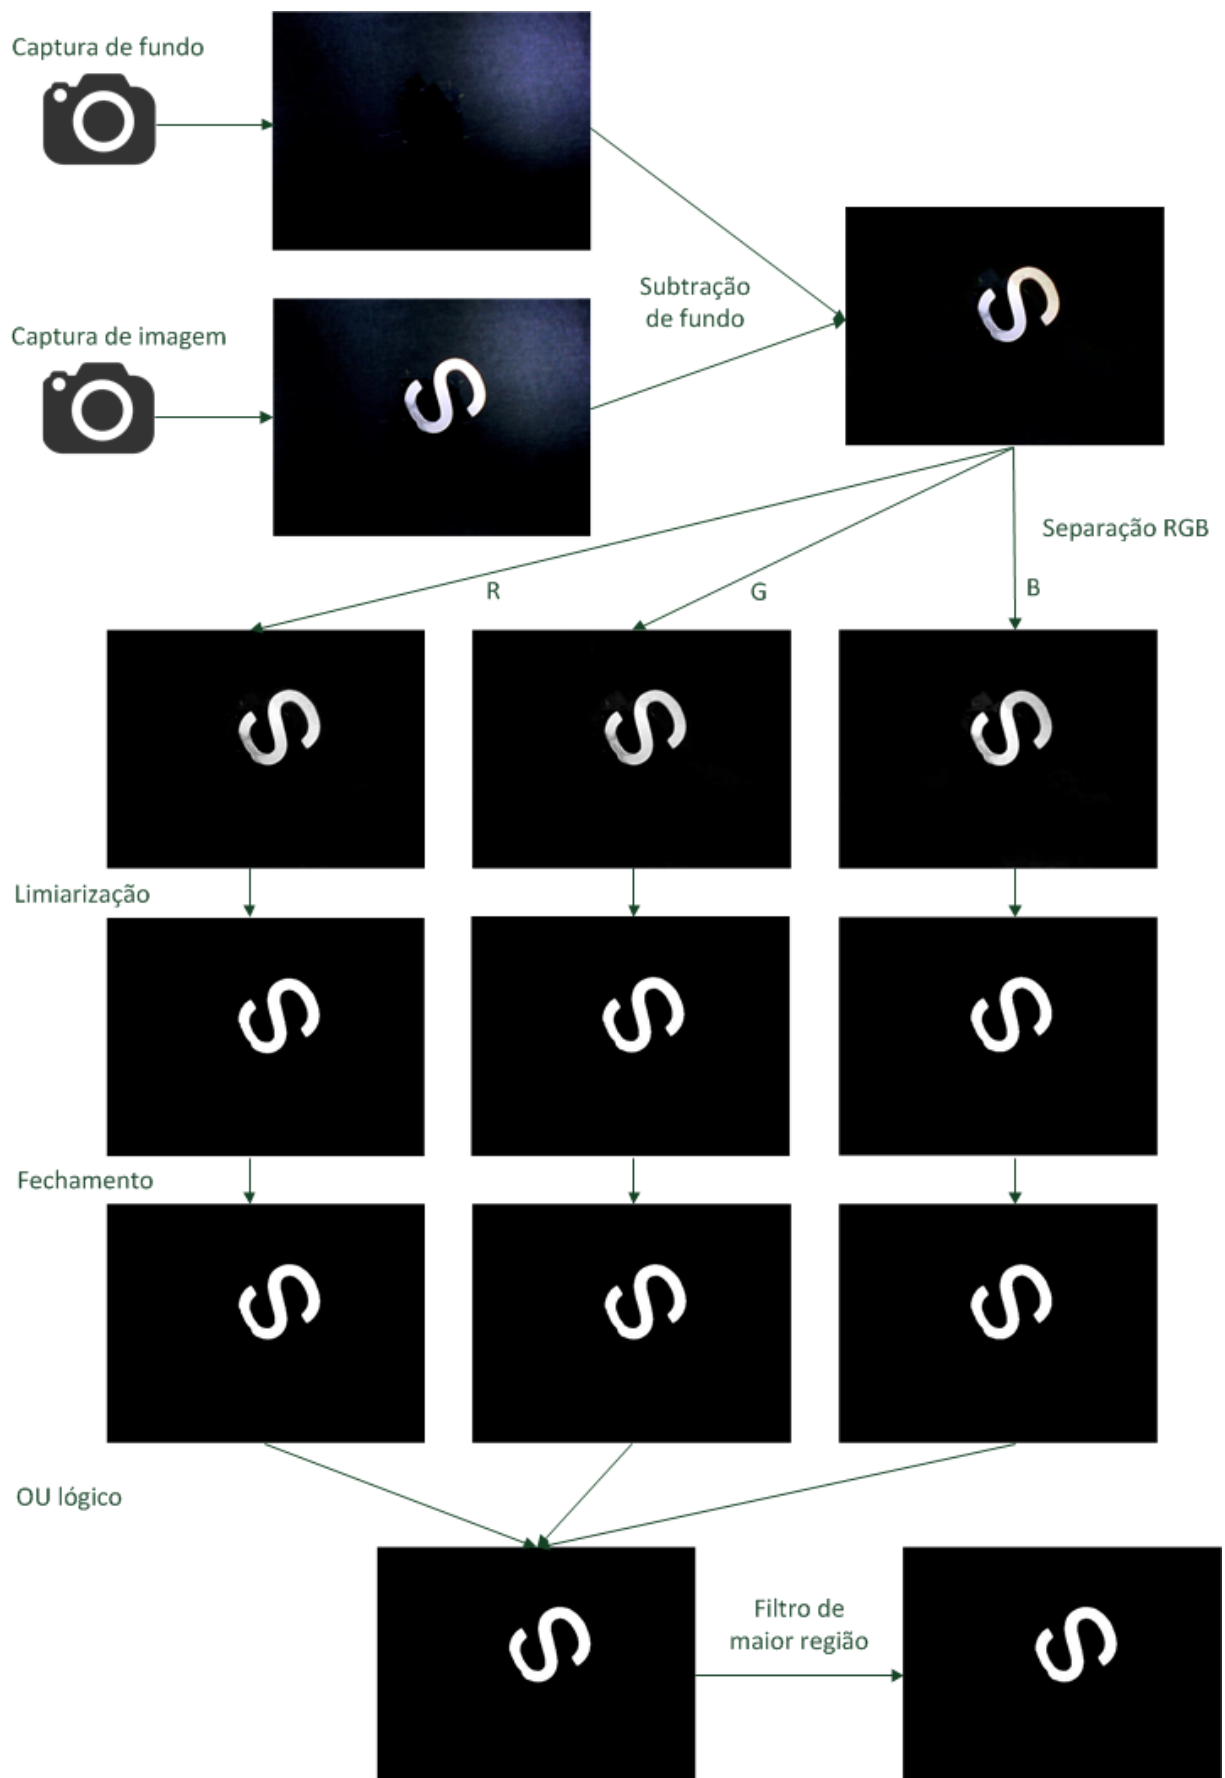 Captura de fundo
Captura de imagem
Subtração
de fundo
Separação RGB
R
G
B
S
Limiarização
Fechamento
OU lógico
Filtro de
maior região